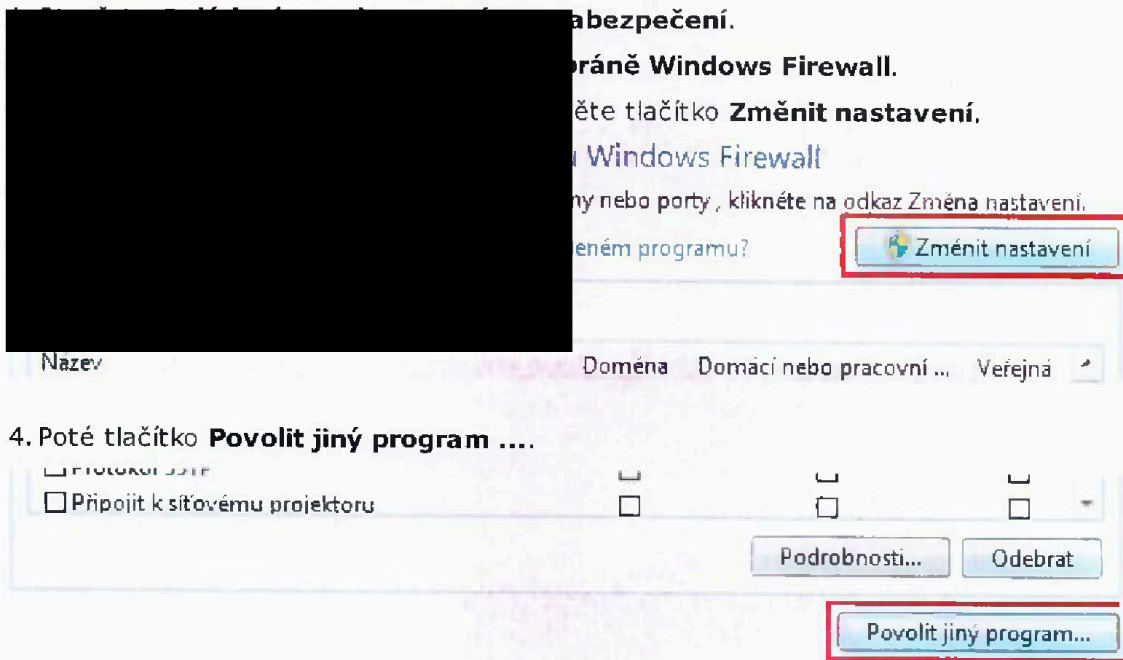 abezpečení.
ráně Windows Firewall.
ěte tlačítko Změnit nastavení.
Windows Firewall
ny nebo porty, klikněte na odkaz Změna nastavení.
eném programu?
Změnit nastavení
Název Doména Domácí nebo pracovní ... Veřejná
4. Poté tlačítko Povolit jiný program ....
Připojit k síťovému projektoru
Podrobnosti... Odebrat
Povolit jiný program...